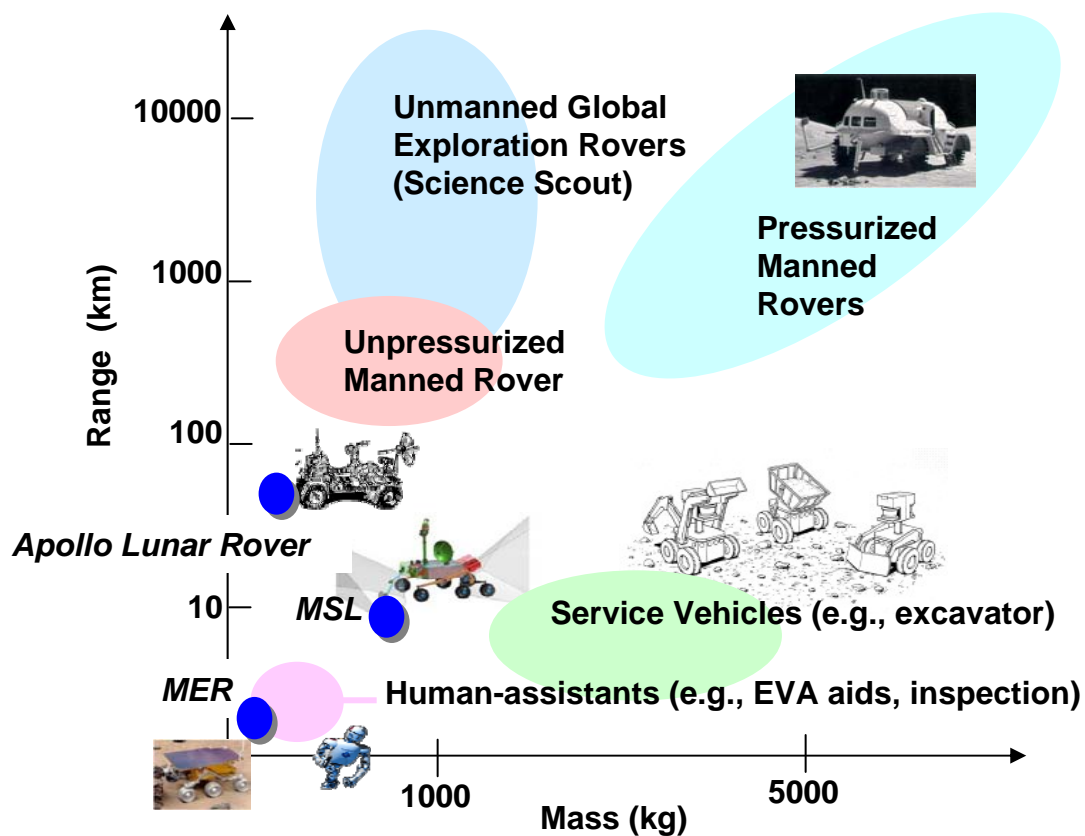 10000
Unmanned Global
Exploration Rovers
(Science Scout)
Pressurized
Manned
Rovers
1000
Range (km)
Unpressurized
Manned Rover
100
Apollo Lunar Rover
MSL
10
Service Vehicles (e.g., excavator)
MER
Human-assistants (e.g., EVA aids, inspection)
1000
5000
Mass (kg)